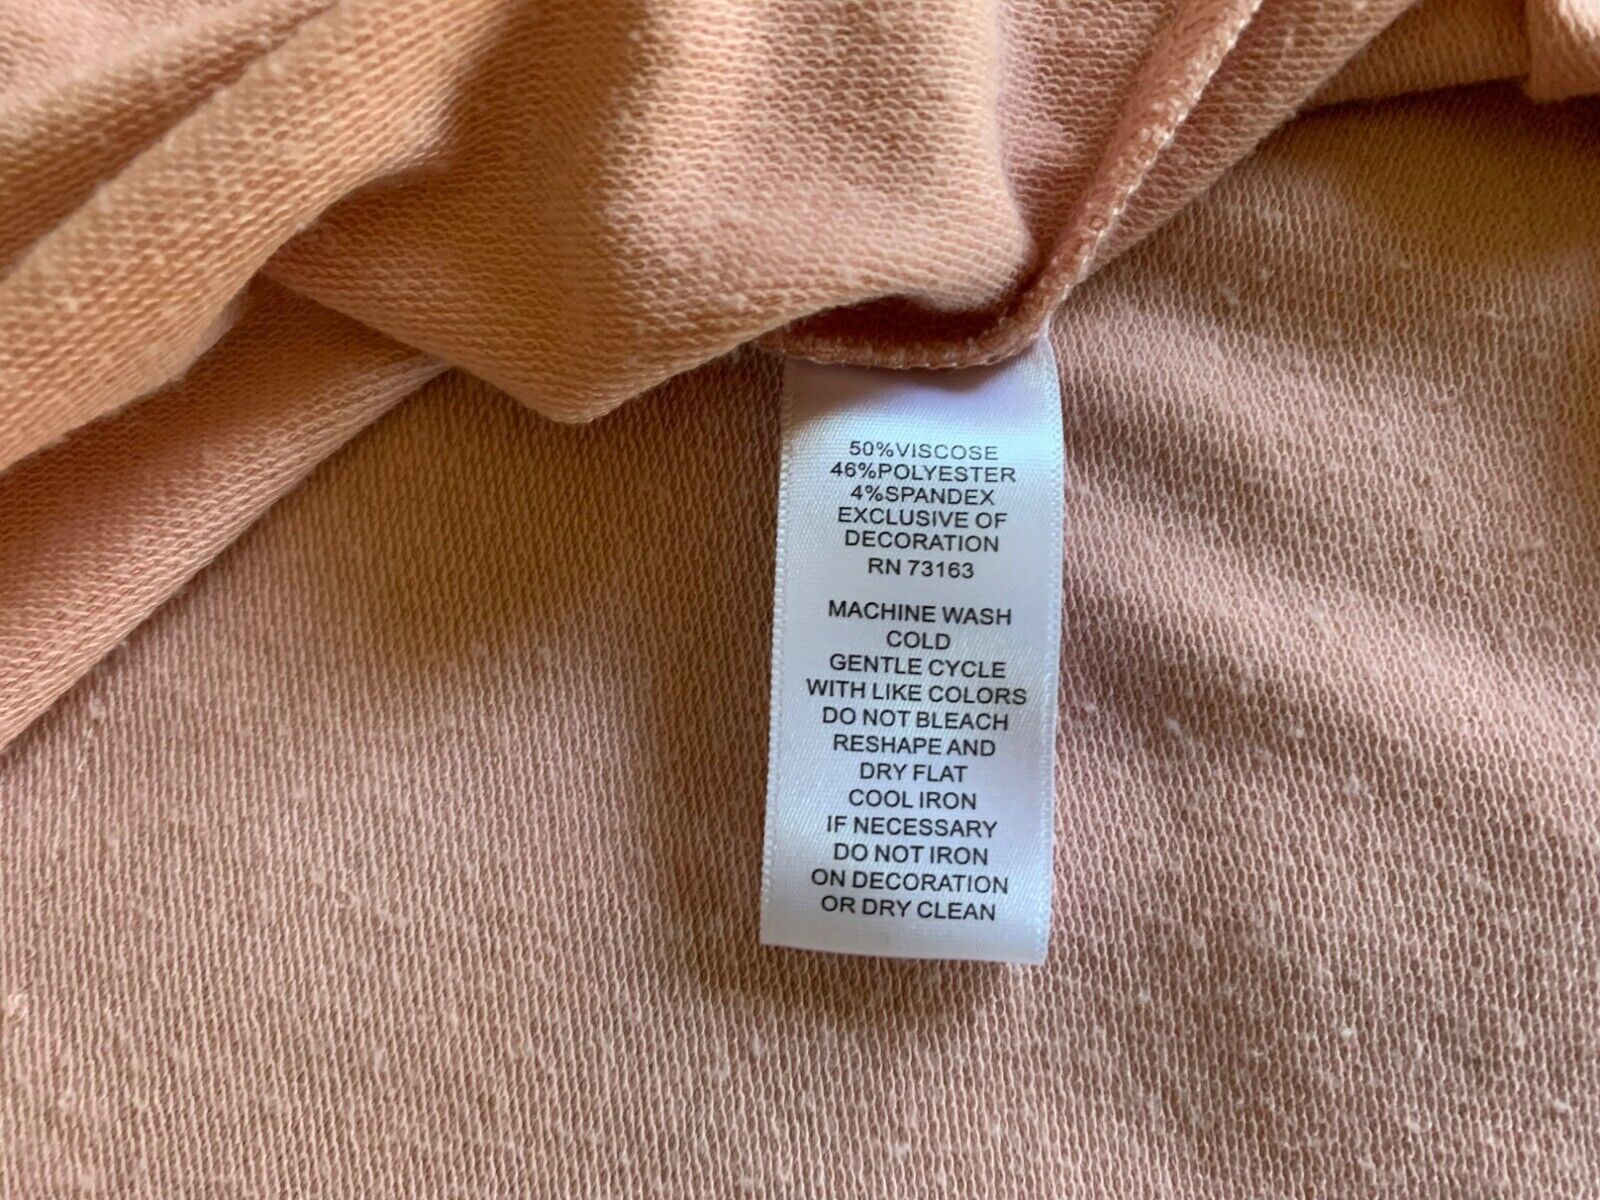 50%VISCOSE
46%POLYESTER
4%SPANDEX
EXCLUSIVE OF
DECORATION
RN 73163
MACHINE WASH
COLD
GENTLE CYCLE
WITH LIKE COLORS
DO NOT BLEACH
RESHAPE AND
DRY FLAT
COOL IRON
IF NECESSARY
DO NOT IRON
ON DECORATION
OR DRY CLEAN